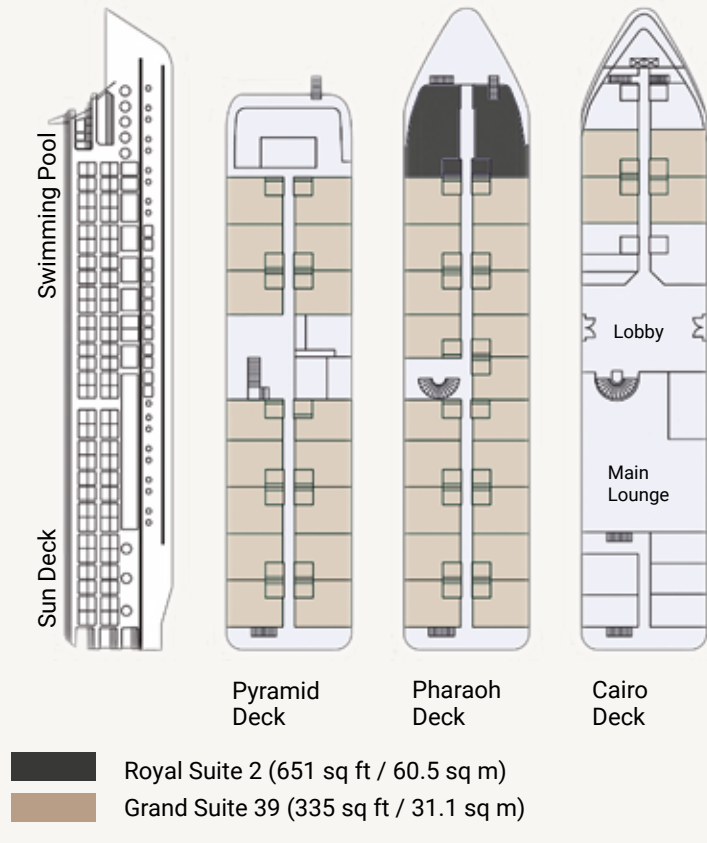 Swimming Pool
Sun Deck
Lobby
Main
Lounge
Pyramid
Deck
Pharaoh
Deck
Cairo
Deck
Royal Suite 2 (651 sq ft / 60.5 sq m)
Grand Suite 39 (335 sq ft / 31.1 sq m)